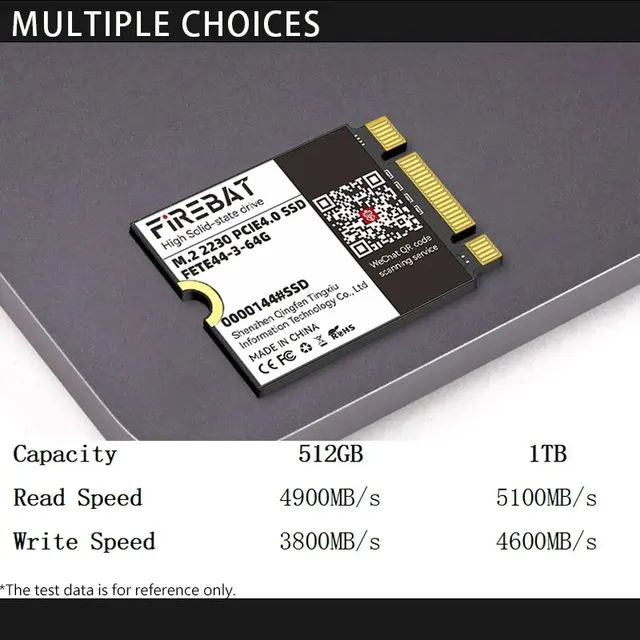 MULTIPLE CHOICES
FIREBAT
High Solid-state drive
M.2 2230 PCIE4.0 SSD
FETE44-3-64G
0000144#SSD
Shenzhen Qingfen Tingxiu
Information Technology Co., Ltd
MADE IN CHINA
CE FC RoHS
WeChat QR code
scanning service
Capacity 512GB 1TB
Read Speed 4900MB/s 5100MB/s
Write Speed 3800MB/s 4600MB/s
*The test data is for reference only.